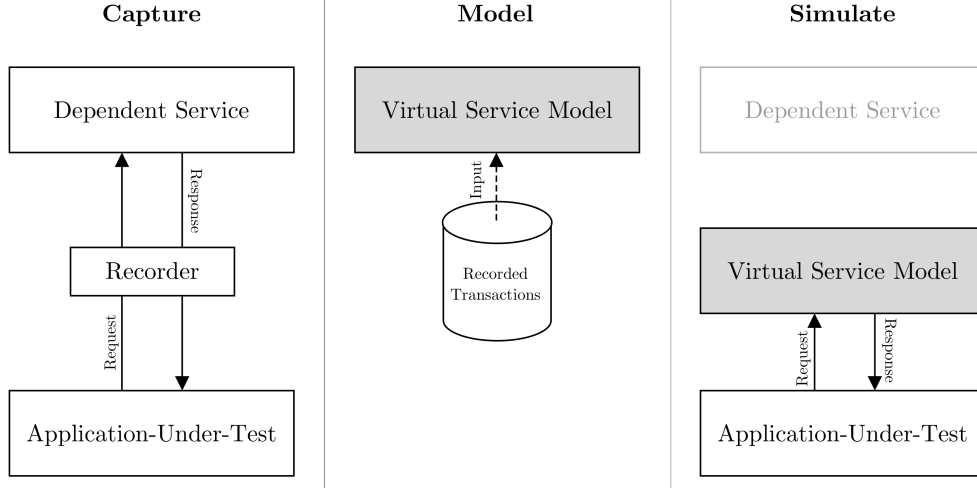 Capture
Dependent Service
Response
Recorder
Request
Application-Under-Test
Model
Virtual Service Model
Input
Recorded
Transactions
Simulate
Dependent Service
Virtual Service Model
Request
Response
Application-Under-Test